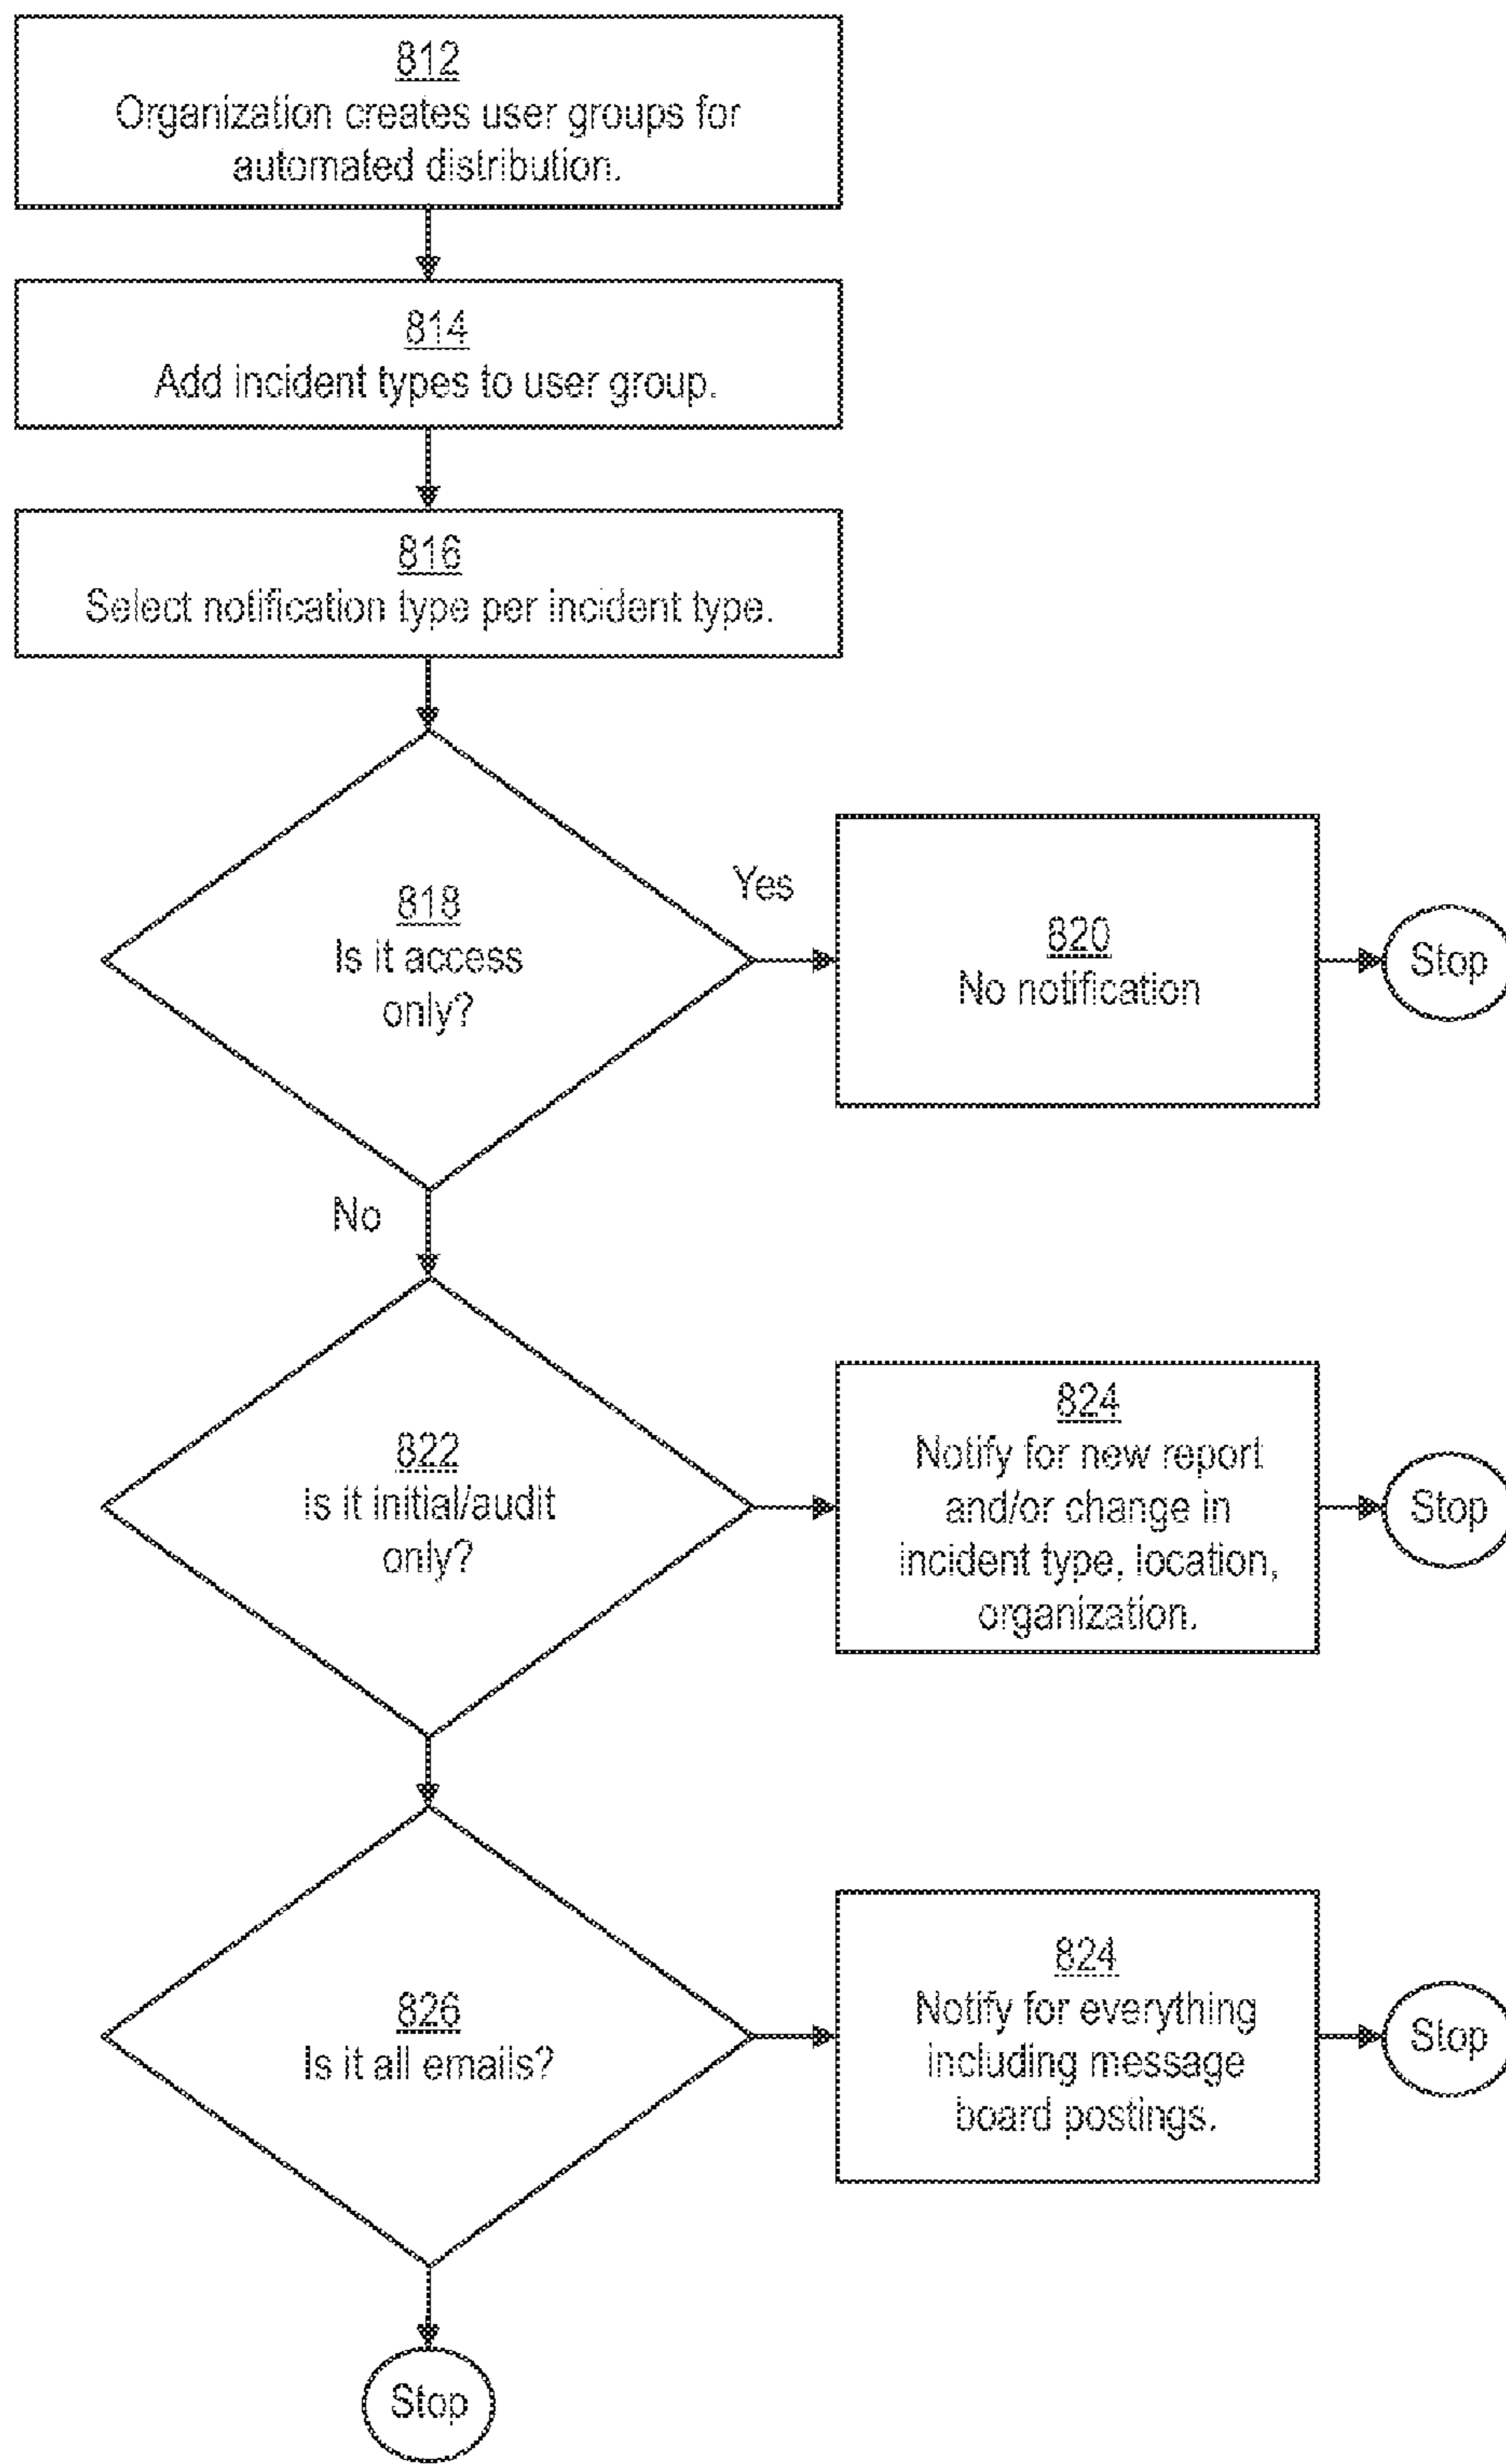 812
Organization creates user groups for
automated distribution.
814
Add incident types to user group.
816
Select notification type per incident type.
818
Is it access
only?
Yes
820
No notification
Stop
No
822
Is it initial/audit
only?
824
Notify for new report
and/or change in
incident type, location,
organization.
Stop
826
Is it all emails?
824
Notify for everything
including message
board postings.
Stop
Stop